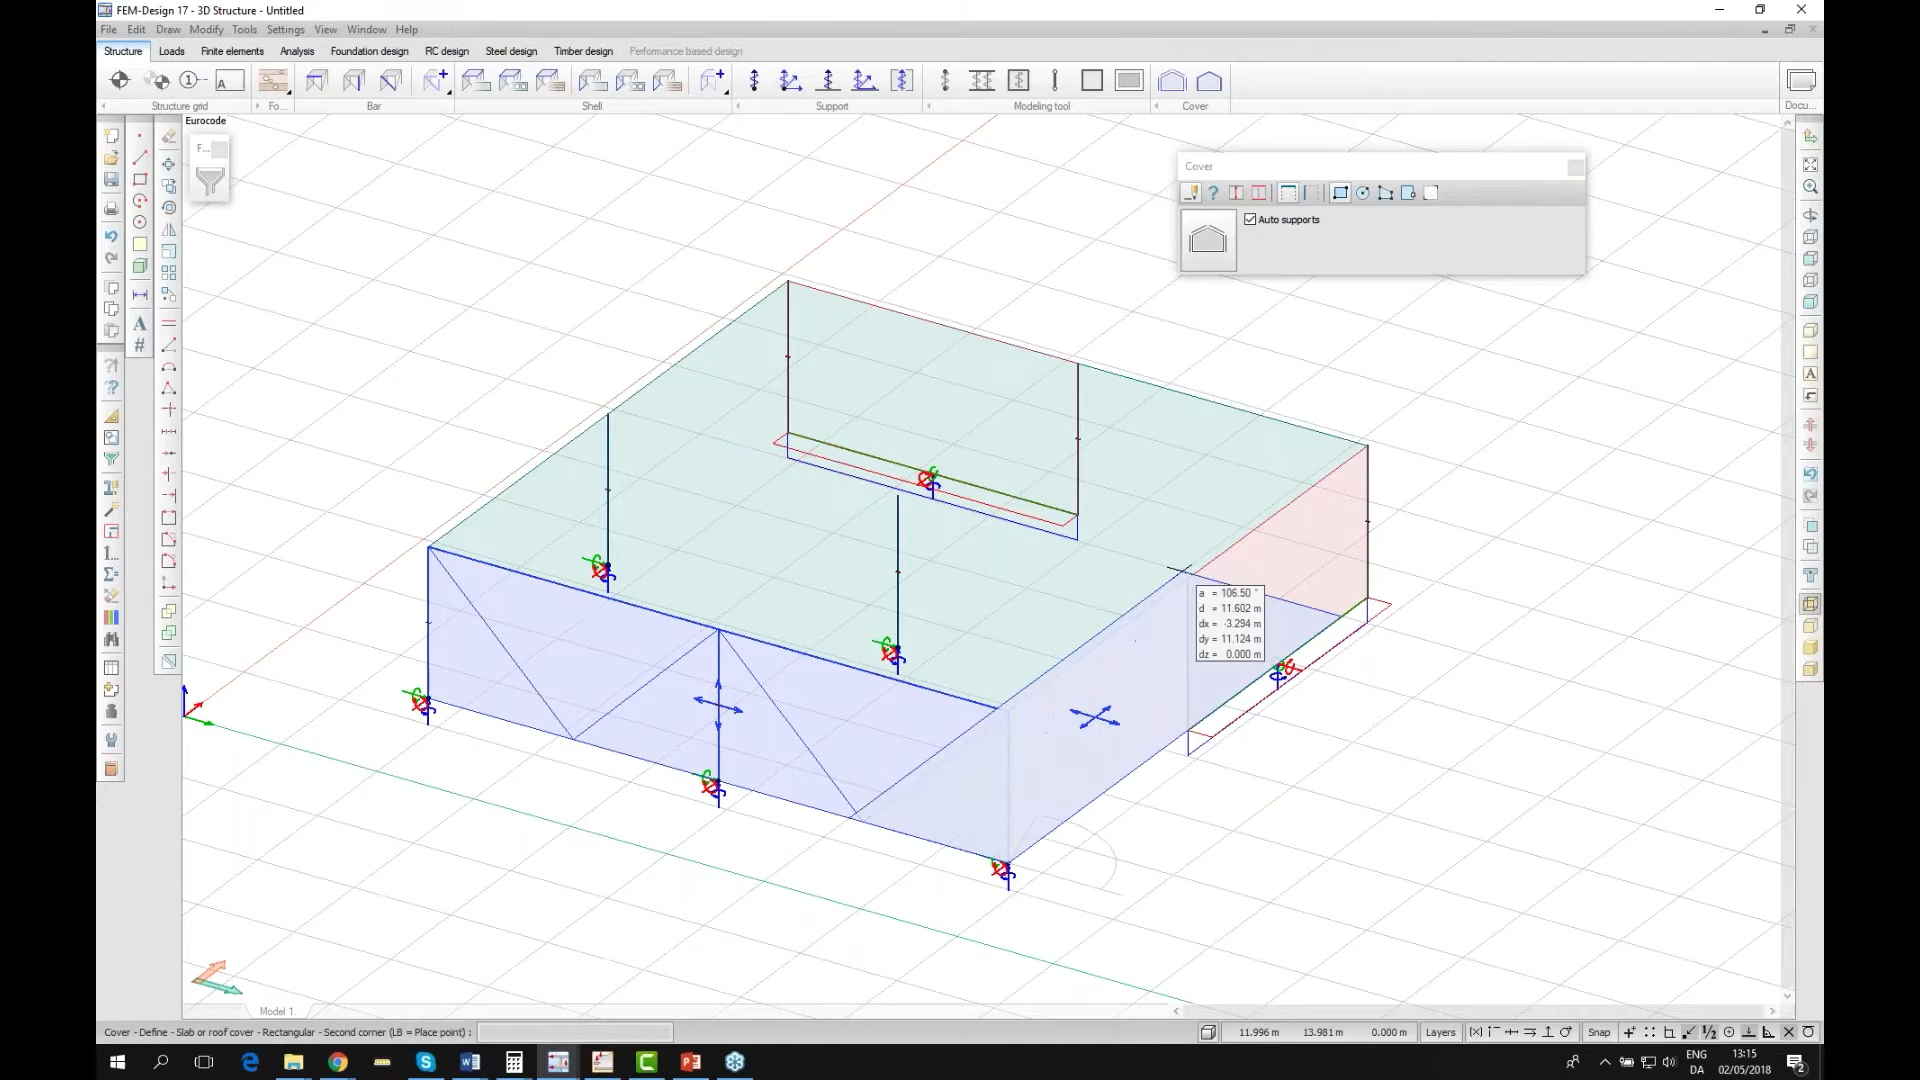 FEM-Design 17 - 3D Structure - Untitled
File Edit Draw Modify Tools Settings View Window Help
Structure Loads Finite elements Analysis Foundation design RC design Steel design Timber design Performance based design
1 A
Structure grid Fo... Bar Shell Support Modeling tool Cover Docu...
Eurocode
F...
Cover
?
Auto supports
A
#
A
a = 106.50 °
d = 11.602 m
dx = -3.294 m
dy = 11.124 m
dz = 0.000 m
Model 1.
Cover - Define - Slab or roof cover - Rectangular - Second corner (LB = Place point) :
11.996 m 13.981 m 0.000 m Layers Snap 1/2
ENG 13:15
DA 02/05/2018 2